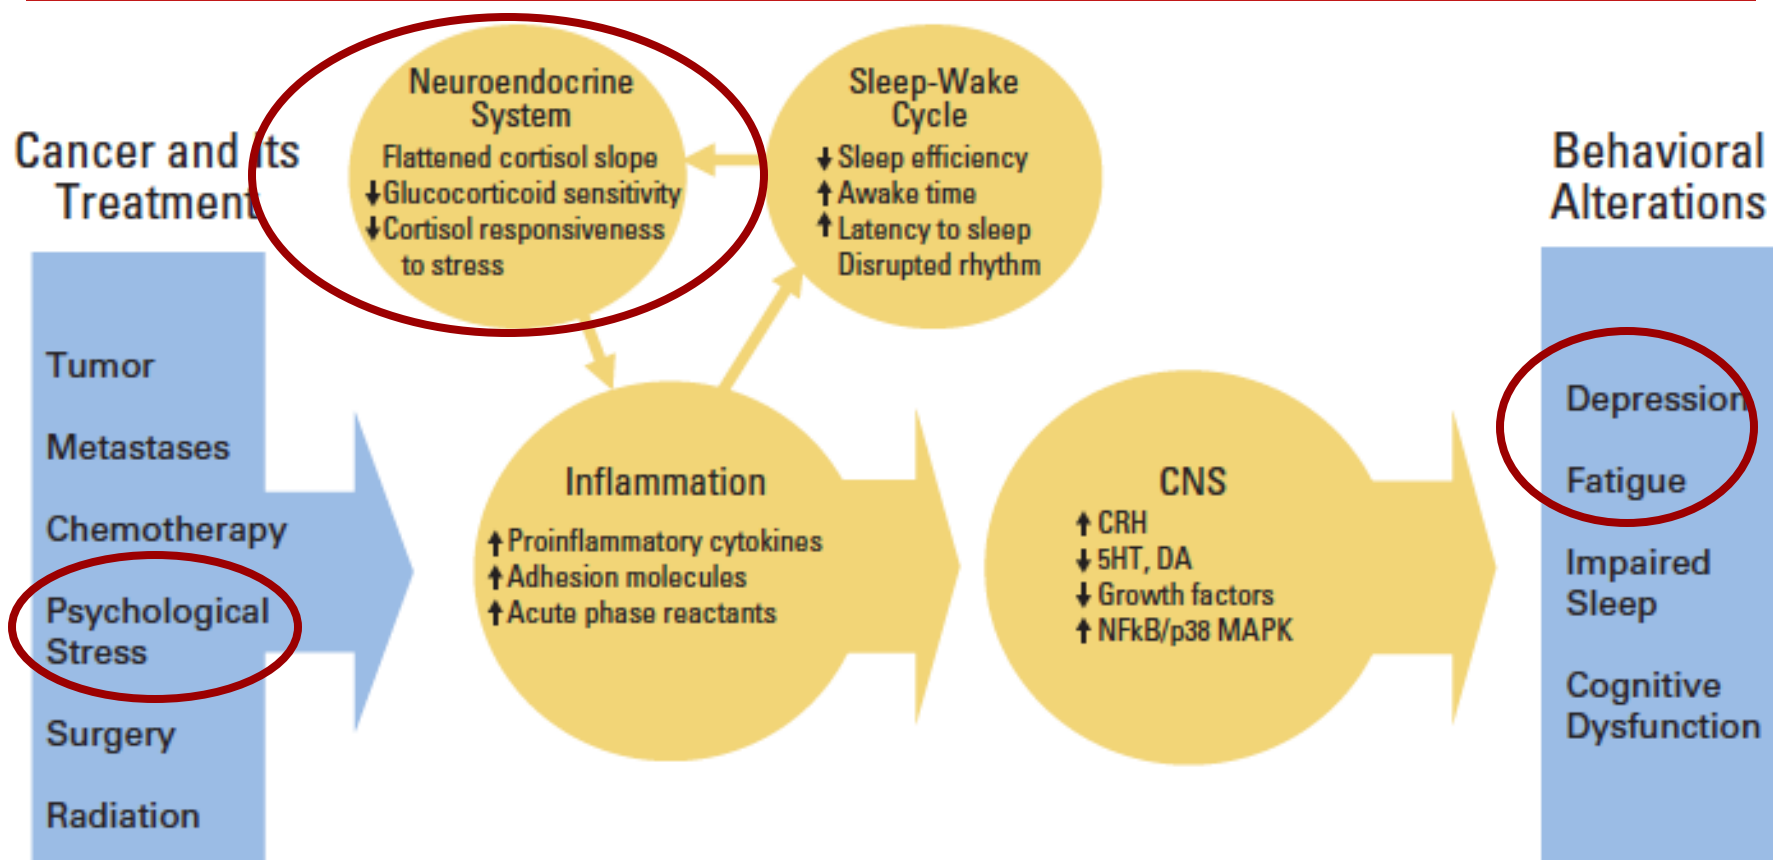 Cancer and its
Treatment
Tumor
Metastases
Chemotherapy
Psychological
Stress
Surgery
Radiation
Neuroendocrine
System
Flattened cortisol slope
↓Glucocorticoid sensitivity
↓Cortisol responsiveness
to stress
Sleep-Wake
Cycle
↓Sleep efficiency
↑Awake time
↑Latency to sleep
Disrupted rhythm
Inflammation
↑Proinflammatory cytokines
↑Adhesion molecules
↑Acute phase reactants
CNS
↑CRH
↓5HT, DA
↓Growth factors
↑NFkB/p38 MAPK
Behavioral
Alterations
Depression
Fatigue
Impaired
Sleep
Cognitive
Dysfunction